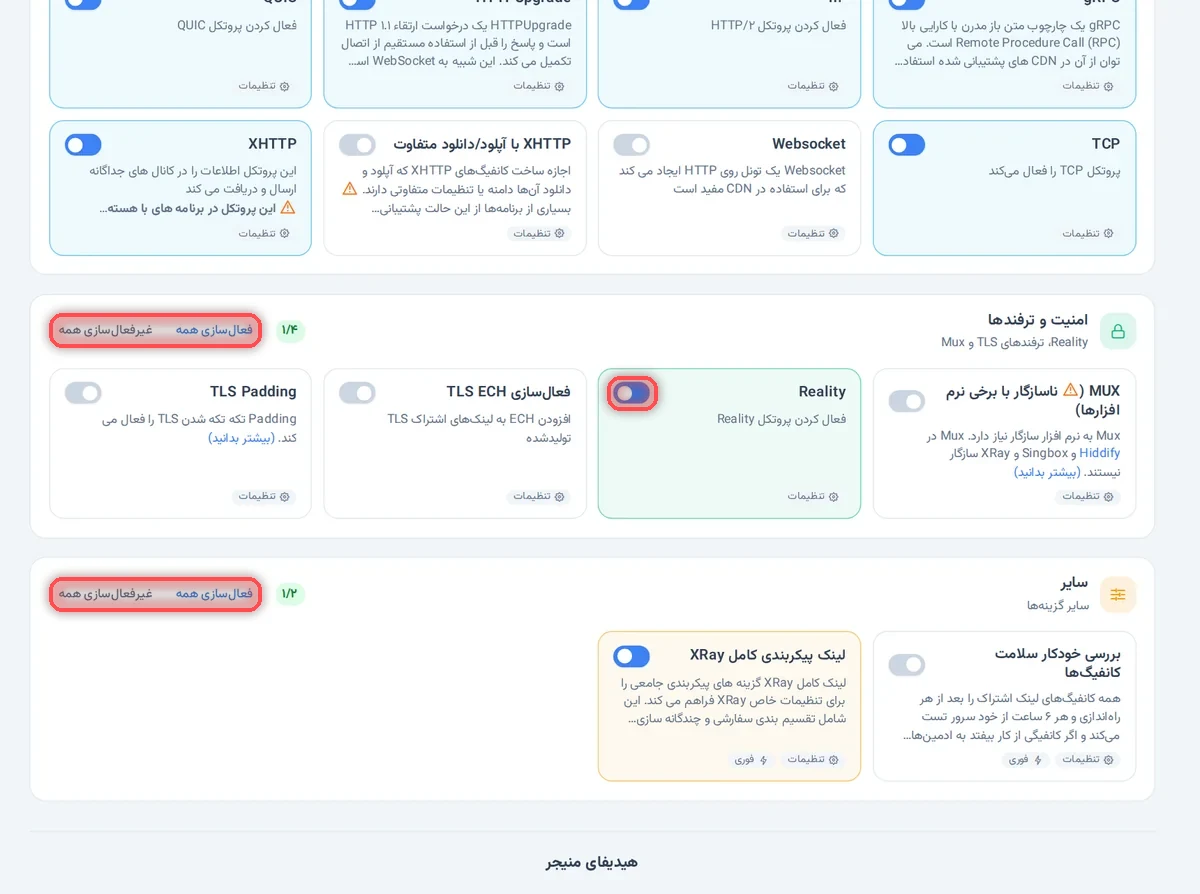 gRPC
gRPC یک چارچوب متن باز مدرن با کارایی بالا
Remote Procedure Call (RPC) است. می
توان از آن در CDN های پشتیبانی شده استفاد...
تنظیمات
فعال کردن پروتکل HTTP/۲
تنظیمات
HTTPUpgrade یک درخواست ارتقاء HTTP ۱.۱
است و پاسخ را قبل از استفاده مستقیم از اتصال
تکمیل می کند. این شبیه به WebSocket اس...
تنظیمات
QUIC
فعال کردن پروتکل QUIC
تنظیمات
TCP
پروتکل TCP را فعال می‌کند
تنظیمات
Websocket
Websocket یک تونل روی HTTP ایجاد می کند
که برای استفاده در CDN مفید است
تنظیمات
XHTTP با آپلود/دانلود متفاوت
اجازه ساخت کانفیگ‌های XHTTP که آپلود و
دانلود آن‌ها دامنه یا تنظیمات متفاوتی دارند. ⚠
بسیاری از برنامه‌ها از این حالت پشتیبانی...
تنظیمات
XHTTP
این پروتکل اطلاعات را در کانال های جداگانه
ارسال و دریافت می کند
⚠ این پروتکل در برنامه های با هسته...
تنظیمات
امنیت و ترفندها
Reality، ترفندهای TLS و Mux
۱/۴
فعال‌سازی همه
غیرفعال‌سازی همه
MUX (⚠ ناسازگار با برخی نرم
افزارها)
Mux به نرم افزار سازگار نیاز دارد. Mux در
Hiddify و Singbox و XRay سازگار
نیستند. (بیشتر بدانید)
تنظیمات
Reality
فعال کردن پروتکل Reality
تنظیمات
فعال‌سازی TLS ECH
افزودن ECH به لینک‌های اشتراک TLS
تولیدشده
تنظیمات
TLS Padding
Padding تکه تکه شدن TLS را فعال می
کند. (بیشتر بدانید)
تنظیمات
سایر
سایر گزینه‌ها
۱/۲
فعال‌سازی همه
غیرفعال‌سازی همه
بررسی خودکار سلامت
کانفیگ‌ها
همه کانفیگ‌های لینک اشتراک را بعد از هر
راه‌اندازی و هر ۶ ساعت از خود سرور تست
می‌کند و اگر کانفیگی از کار بیفتد به ادمین‌ها...
تنظیمات
فوری
لینک پیکربندی کامل XRay
لینک کامل XRay گزینه های پیکربندی جامعی را
برای تنظیمات خاص XRay فراهم می کند. این
شامل تقسیم بندی سفارشی و چندگانه سازی...
تنظیمات
فوری
هیدیفای منیجر